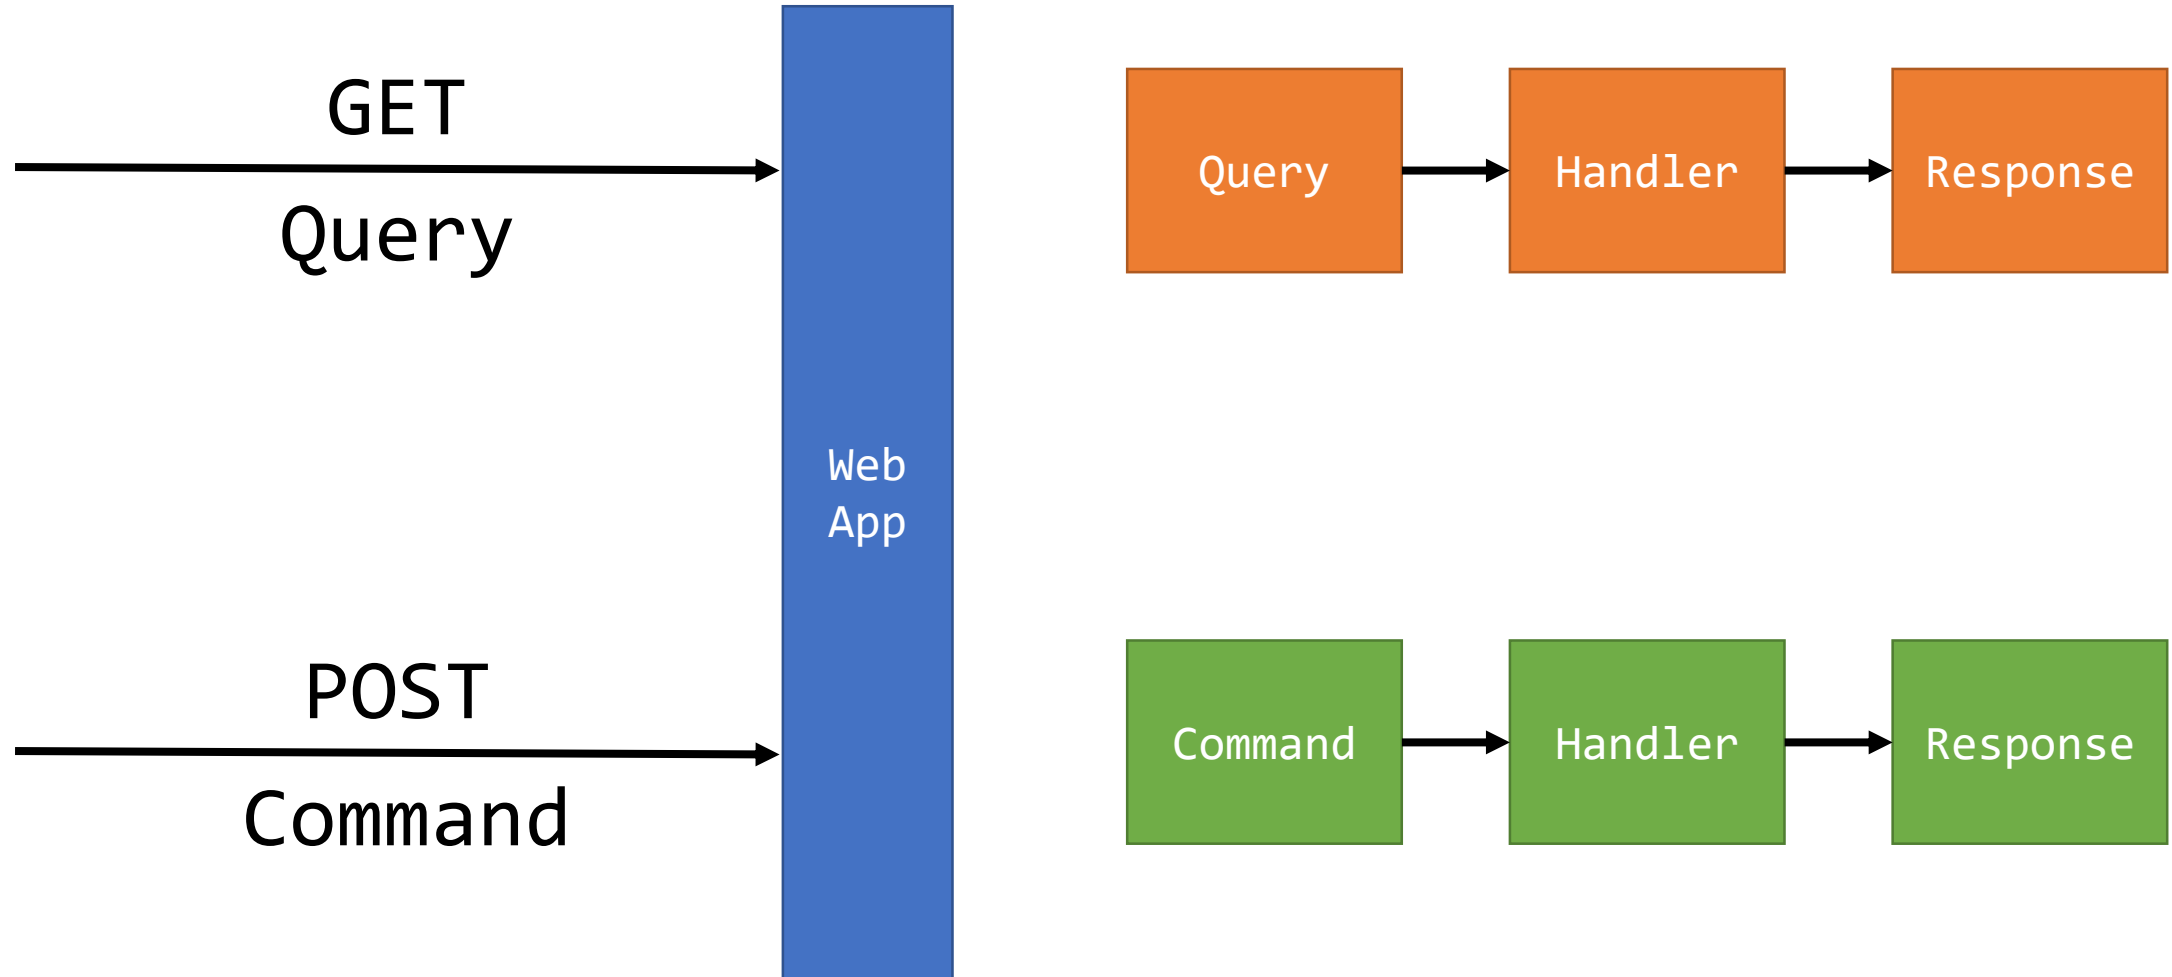 GET
Query
Query
Handler
Response
Web
App
POST
Command
Command
Handler
Response